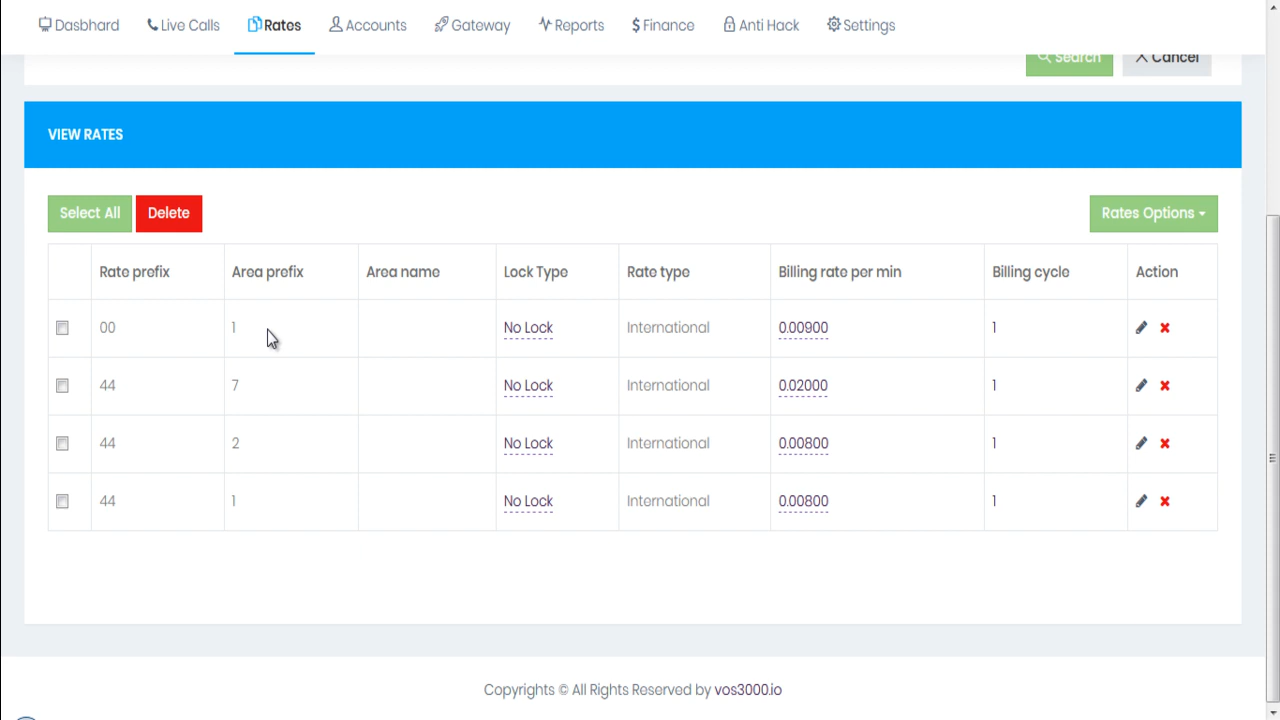 Dasbhard Live Calls Rates Accounts Gateway Reports $ Finance Anti Hack Settings
Search Cancel
VIEW RATES
Select All Delete Rates Options
Rate prefix Area prefix Area name Lock Type Rate type Billing rate per min Billing cycle Action
00 1 No Lock International 0.00900 1
44 7 No Lock International 0.02000 1
44 2 No Lock International 0.00800 1
44 1 No Lock International 0.00800 1
Copyrights © All Rights Reserved by vos3000.io